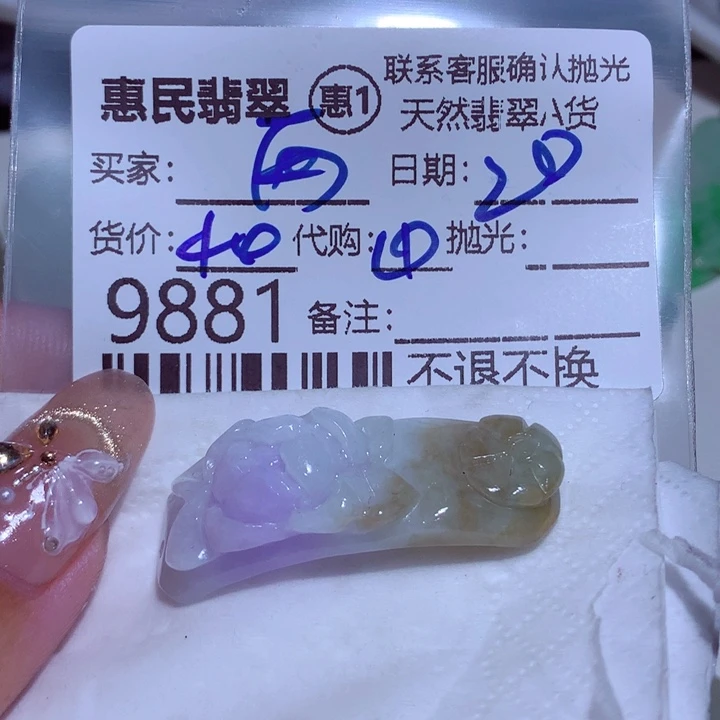 惠民翡翠 惠1 联系客服确认抛光
天然翡翠A货
买家: 日期: 20
货价: 40 代购: 抛光:
9881 备注:
不退不换